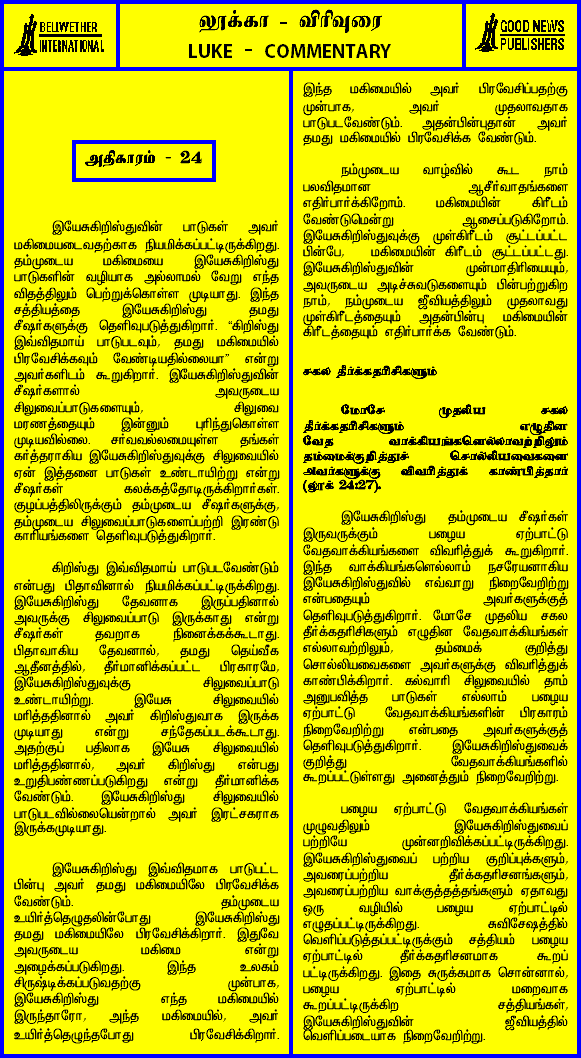 BELLWETHER
INTERNATIONAL
லூக்கா - விரிவுரை
LUKE - COMMENTARY
GOOD NEWS
PUBLISHERS
அதிகாரம் - 24
இயேசுகிறிஸ்துவின் பாடுகள் அவர்
மகிமையடைவதற்காக நியமிக்கப்பட்டிருக்கிறது.
தம்முடைய மகிமையை இயேசுகிறிஸ்து
பாடுகளின் வழியாக அல்லாமல் வேறு எந்த
விதத்திலும் பெற்றுக்கொள்ள முடியாது. இந்த
சத்தியத்தை இயேசுகிறிஸ்து தமது
சீஷர்களுக்கு தெளிவுபடுத்துகிறார். “கிறிஸ்து
இவ்விதமாய் பாடுபடவும், தமது மகிமையில்
பிரவேசிக்கவும் வேண்டியதில்லையா” என்று
அவர்களிடம் கூறுகிறார். இயேசுகிறிஸ்துவின்
சீஷர்களால் அவருடைய
சிலுவைப்பாடுகளையும், சிலுவை
மரணத்தையும் இன்னும் புரிந்துகொள்ள
முடியவில்லை. சர்வவல்லமையுள்ள தங்கள்
கர்த்தராகிய இயேசுகிறிஸ்துவுக்கு சிலுவையில்
ஏன் இத்தனை பாடுகள் உண்டாயிற்று என்று
சீஷர்கள் கலக்கத்தோடிருக்கிறார்கள்.
குழப்பத்திலிருக்கும் தம்முடைய சீஷர்களுக்கு,
தம்முடைய சிலுவைப்பாடுகளைப்பற்றி இரண்டு
காரியங்களை தெளிவுபடுத்துகிறார்.
கிறிஸ்து இவ்விதமாய் பாடுபடவேண்டும்
என்பது பிதாவினால் நியமிக்கப்பட்டிருக்கிறது.
இயேசுகிறிஸ்து தேவனாக இருப்பதினால்
அவருக்கு சிலுவைப்பாடு இருக்காது என்று
சீஷர்கள் தவறாக நினைக்கக்கூடாது.
பிதாவாகிய தேவனால், தமது தெய்வீக
ஆதீனத்தில், தீர்மானிக்கப்பட்ட பிரகாரமே,
இயேசுகிறிஸ்துவுக்கு சிலுவைப்பாடு
உண்டாயிற்று. இயேசு சிலுவையில்
மரித்ததினால் அவர் கிறிஸ்துவாக இருக்க
முடியாது என்று சந்தேகப்படக்கூடாது.
அதற்குப் பதிலாக இயேசு சிலுவையில்
மரித்ததினால், அவர் கிறிஸ்து என்பது
உறுதிபண்ணப்படுகிறது என்று தீர்மானிக்க
வேண்டும். இயேசுகிறிஸ்து சிலுவையில்
பாடுபடவில்லையென்றால் அவர் இரட்சகராக
இருக்கமுடியாது.
இயேசுகிறிஸ்து இவ்விதமாக பாடுபட்ட
பின்பு அவர் தமது மகிமையிலே பிரவேசிக்க
வேண்டும். தம்முடைய
உயிர்த்தெழுதலின்போது இயேசுகிறிஸ்து
தமது மகிமையிலே பிரவேசிக்கிறார். இதுவே
அவருடைய மகிமை என்று
அழைக்கப்படுகிறது. இந்த உலகம்
சிருஷ்டிக்கப்படுவதற்கு முன்பாக,
இயேசுகிறிஸ்து எந்த மகிமையில்
இருந்தாரோ, அந்த மகிமையில், அவர்
உயிர்த்தெழுந்தபோது பிரவேசிக்கிறார்.
இந்த மகிமையில் அவர் பிரவேசிப்பதற்கு
முன்பாக, அவர் முதலாவதாக
பாடுபடவேண்டும். அதன்பின்புதான் அவர்
தமது மகிமையில் பிரவேசிக்க வேண்டும்.
நம்முடைய வாழ்வில் கூட நாம்
பலவிதமான ஆசீர்வாதங்களை
எதிர்பார்க்கிறோம். மகிமையின் கிரீடம்
வேண்டுமென்று ஆசைப்படுகிறோம்.
இயேசுகிறிஸ்துவுக்கு முள்கிரீடம் சூட்டப்பட்ட
பின்பே, மகிமையின் கிரீடம் சூட்டப்பட்டது.
இயேசுகிறிஸ்துவின் முன்மாதிரியையும்,
அவருடைய அடிச்சுவடுகளையும் பின்பற்றுகிற
நாம், நம்முடைய ஜீவியத்திலும் முதலாவது
முள்கிரீடத்தையும் அதன்பின்பு மகிமையின்
கிரீடத்தையும் எதிர்பார்க்க வேண்டும்.
சகல தீர்க்கதரிசிகளும்
மோசே முதலிய சகல
தீர்க்கதரிசிகளும் எழுதின
வேத வாக்கியங்களெல்லாவற்றிலும்
தம்மைக்குறித்துச் சொல்லியவைகளை
அவர்களுக்கு விவரித்துக் காண்பித்தார்
(லூக் 24:27).
இயேசுகிறிஸ்து தம்முடைய சீஷர்கள்
இருவருக்கும் பழைய ஏற்பாட்டு
வேதவாக்கியங்களை விவரித்துக் கூறுகிறார்.
இந்த வாக்கியங்களெல்லாம் நசரேயனாகிய
இயேசுகிறிஸ்துவில் எவ்வாறு நிறைவேறிற்று
என்பதையும் அவர்களுக்குத்
தெளிவுபடுத்துகிறார். மோசே முதலிய சகல
தீர்க்கதரிசிகளும் எழுதின வேதவாக்கியங்கள்
எல்லாவற்றிலும், தம்மைக் குறித்து
சொல்லியவைகளை அவர்களுக்கு விவரித்துக்
காண்பிக்கிறார். கல்வாரி சிலுவையில் தாம்
அனுபவித்த பாடுகள் எல்லாம் பழைய
ஏற்பாட்டு வேதவாக்கியங்களின் பிரகாரம்
நிறைவேறிற்று என்பதை அவர்களுக்குத்
தெளிவுபடுத்துகிறார். இயேசுகிறிஸ்துவைக்
குறித்து வேதவாக்கியங்களில்
கூறப்பட்டுள்ளது அனைத்தும் நிறைவேறிற்று.
பழைய ஏற்பாட்டு வேதவாக்கியங்கள்
முழுவதிலும் இயேசுகிறிஸ்துவைப்
பற்றியே முன்னறிவிக்கப்பட்டிருக்கிறது.
இயேசுகிறிஸ்துவைப் பற்றிய குறிப்புக்களும்,
அவரைப்பற்றிய தீர்க்கதரிசனங்களும்,
அவரைப்பற்றிய வாக்குத்தத்தங்களும் ஏதாவது
ஒரு வழியில் பழைய ஏற்பாட்டில்
எழுதப்பட்டிருக்கிறது. சுவிசேஷத்தில்
வெளிப்படுத்தப்பட்டிருக்கும் சத்தியம் பழைய
ஏற்பாட்டில் தீர்க்கதரிசனமாக கூறப்
பட்டிருக்கிறது. இதை சுருக்கமாக சொன்னால்,
பழைய ஏற்பாட்டில் மறைவாக
கூறப்பட்டிருக்கிற சத்தியங்கள்,
இயேசுகிறிஸ்துவின் ஜீவியத்தில்
வெளிப்படையாக நிறைவேறிற்று.